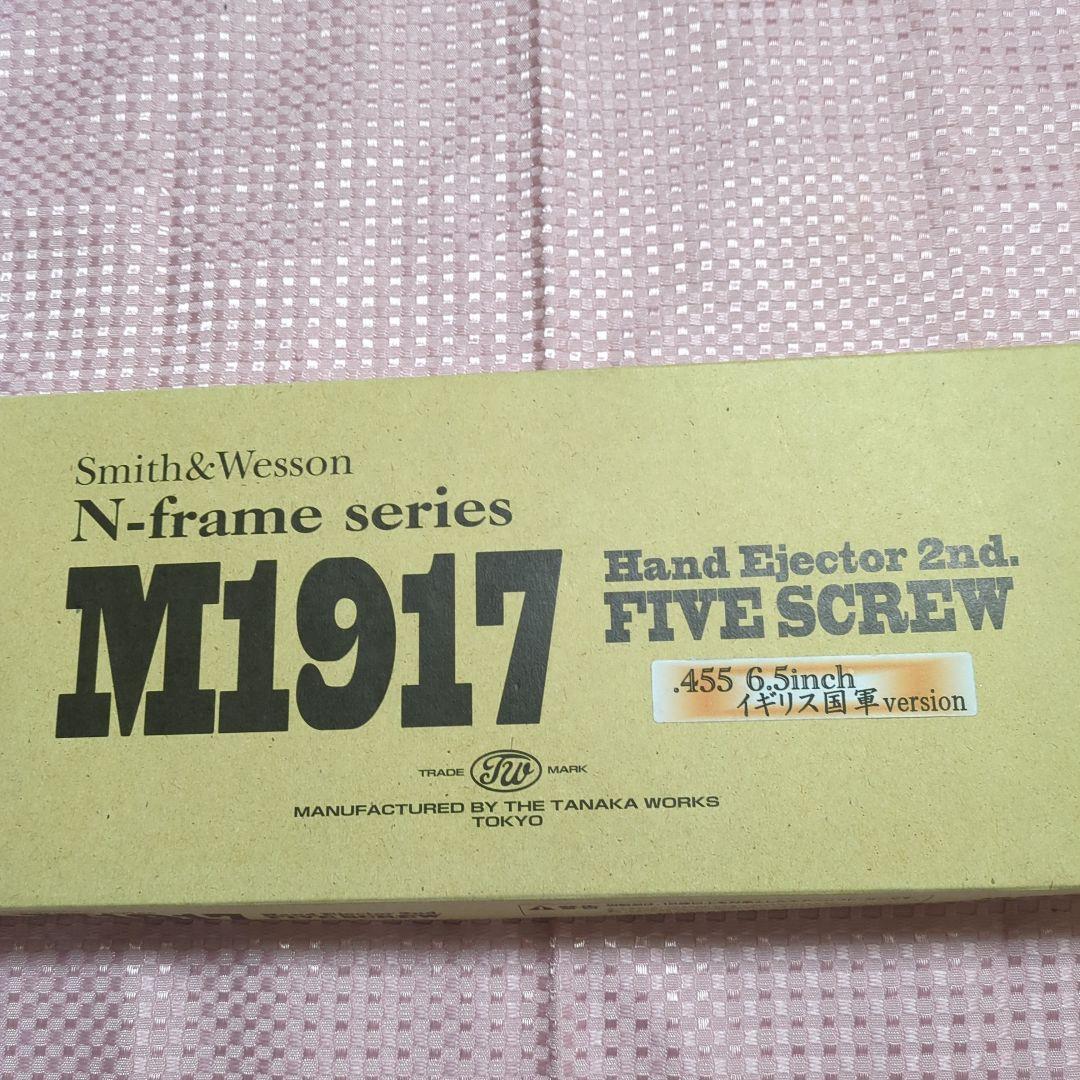 Smith&Wesson
N-frame series
M1917
Hand Ejector 2nd.
FIVE SCREW
.455 6.5inch
イギリス国軍version
TRADE TW MARK
MANUFACTURED BY THE TANAKA WORKS
TOKYO
M1917